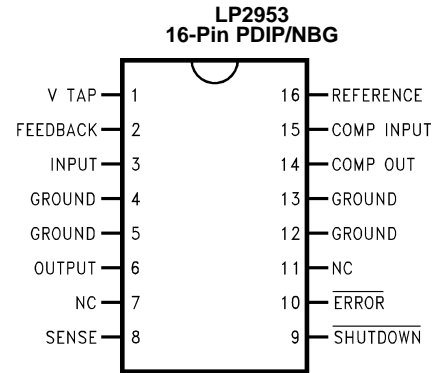 LP2953
16-Pin PDIP/NBG
V TAP 1 16 REFERENCE
FEEDBACK 2 15 COMP INPUT
INPUT 3 14 COMP OUT
GROUND 4 13 GROUND
GROUND 5 12 GROUND
OUTPUT 6 11 NC
NC 7 10 ERROR
SENSE 8 9 SHUTDOWN